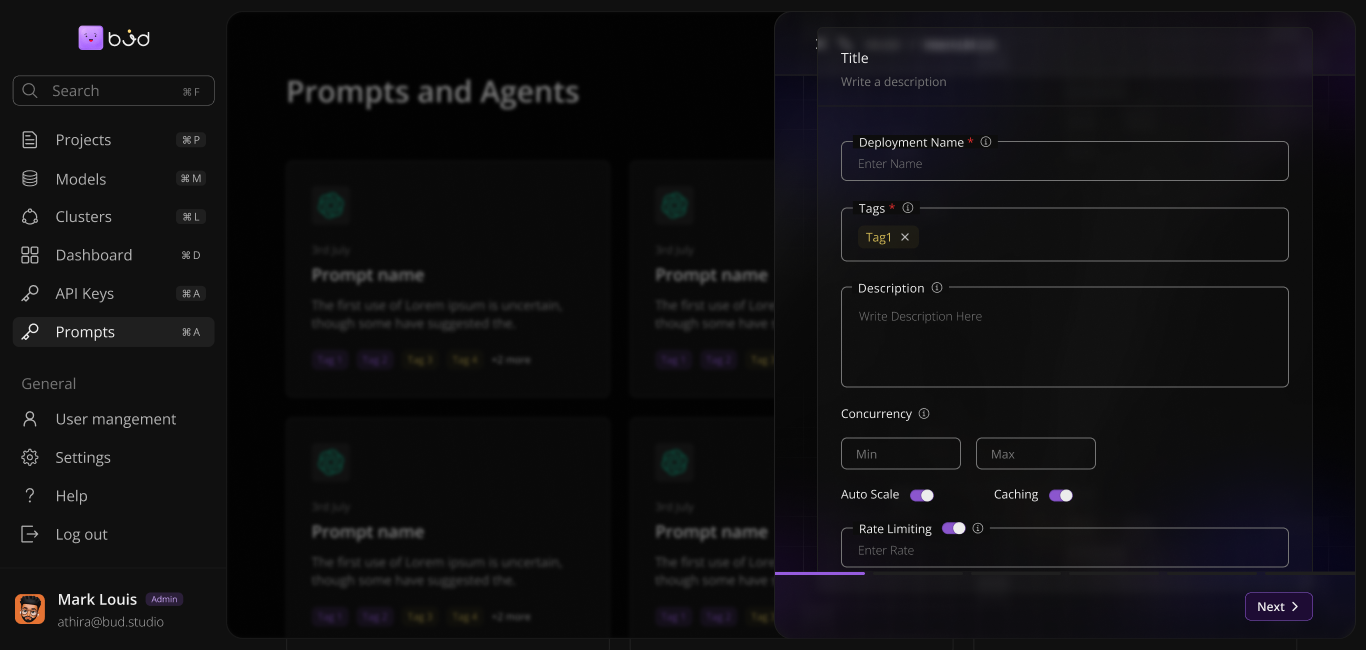 bud
Search ⌘ F
Projects ⌘ P
Models ⌘ M
Clusters ⌘ L
Dashboard ⌘ D
API Keys ⌘ A
Prompts ⌘ A
General
User mangement
Settings
Help
Log out
Mark Louis Admin
athira@bud.studio
Prompts and Agents
3rd July
3rd July
Prompt name
Prompt name
The first use of Lorem ipsum is uncertain,
though some have suggested the.
The first use of Lorem
though some have su
Tag 1 Tag 2 Tag 3 Tag 4 +2 more
Tag 1 Tag 2 Tag
3rd July
3rd July
Prompt name
Prompt name
The first use of Lorem ipsum is uncertain,
though some have suggested the.
The first use of Lorem
though some have su
Tag 1 Tag 2 Tag 3 Tag 4 +2 more
Tag 1 Tag 2 Tag
Title
Write a description
Deployment Name *
Enter Name
Tags *
Tag1 ×
Description
Write Description Here
Concurrency
Min Max
Auto Scale Caching
Rate Limiting
Enter Rate
Next >